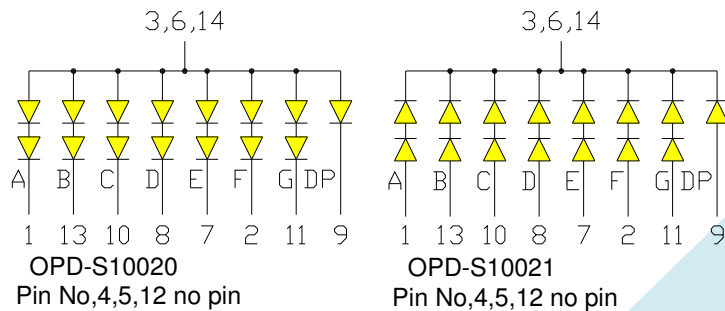 3,6,14 3,6,14
A B C D E F G DP A B C D E F G DP
1 13 10 8 7 2 11 9 1 13 10 8 7 2 11 9
OPD-S10020 OPD-S10021
Pin No,4,5,12 no pin Pin No,4,5,12 no pin